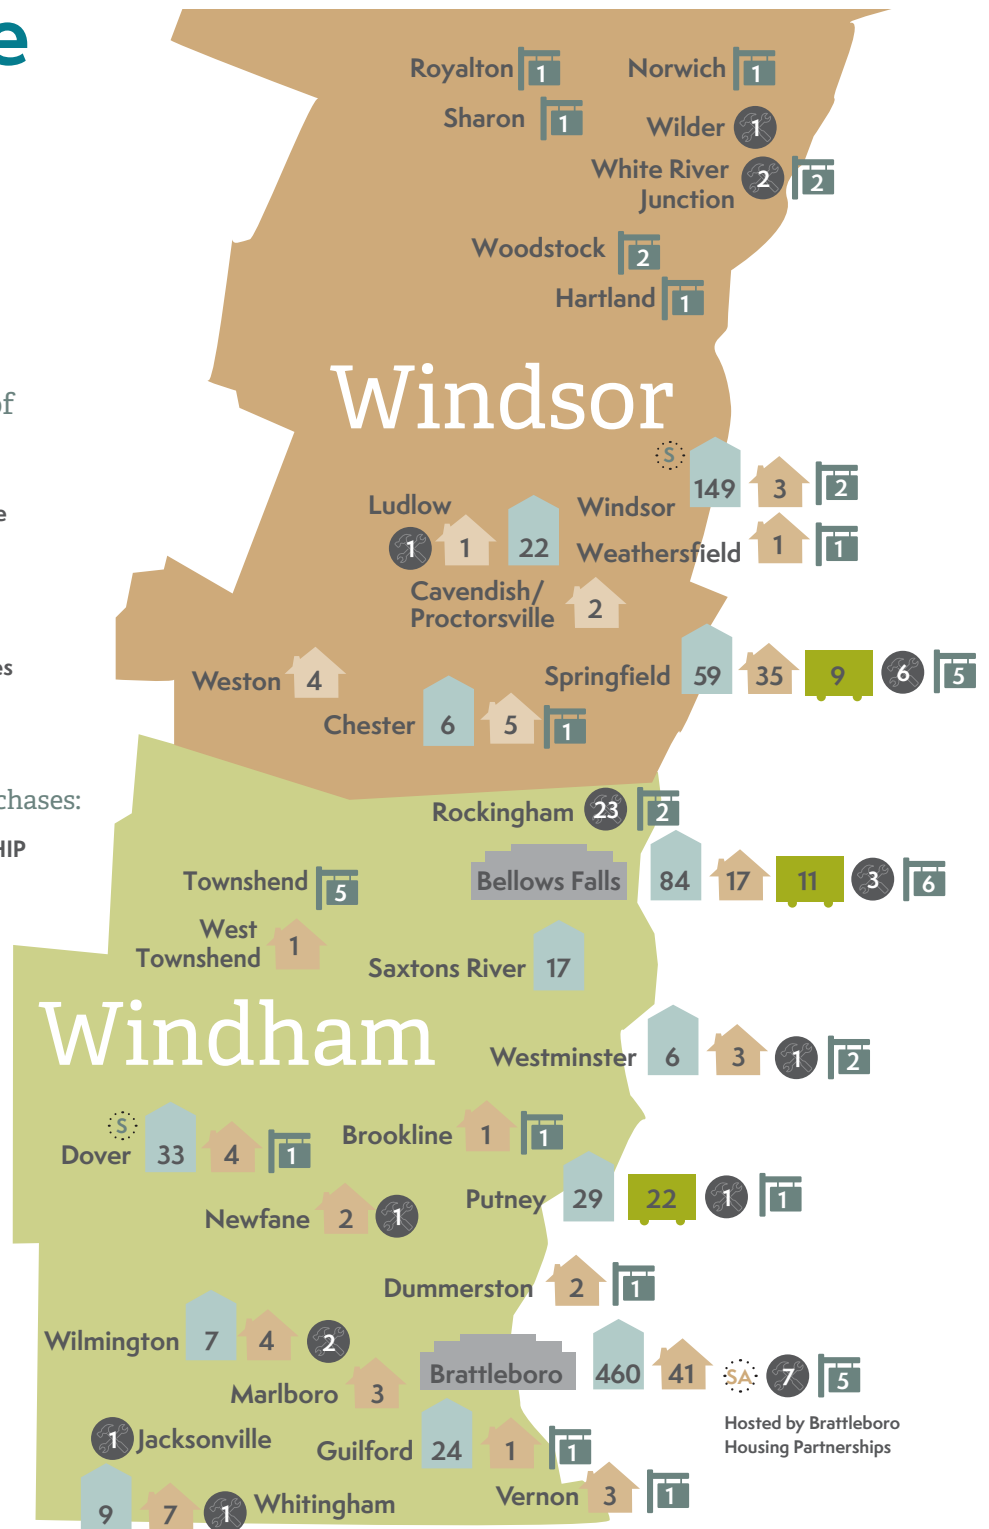 e
Royalton 1
Norwich 1
Sharon 1
Wilder 1
White River 2 2
Junction
Woodstock 2
Hartland 1
Windsor
of
S
Windsor 149 3 2
e
Ludlow
1 1 22
Weathersfield 1 1
Cavendish/
Proctorsville 2
es
Weston 4
Springfield 59 35 9 6 5
Chester 6 5 1
chases:
Rockingham 23 2
HIP
Townshend 5
Bellows Falls 84 17 11 3 6
West
Townshend 1
Saxtons River 17
Windham
Westminster 6 3 1 2
S
Dover 33 4 1
Brookline 1 1
Newfane 2 1
Putney 29 22 1 1
Dummerston 2 1
Wilmington 7 4 2
Brattleboro 460 41 SA 7 5
Marlboro 3
Hosted by Brattleboro
Housing Partnerships
1 Jacksonville
Guilford 24 1 1
9 7 1 Whitingham
Vernon 3 1